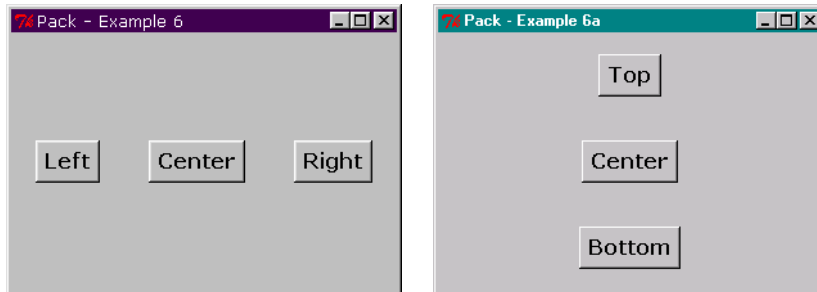 Pack - Example 6
Left Center Right
Pack - Example 6a
Top
Center
Bottom